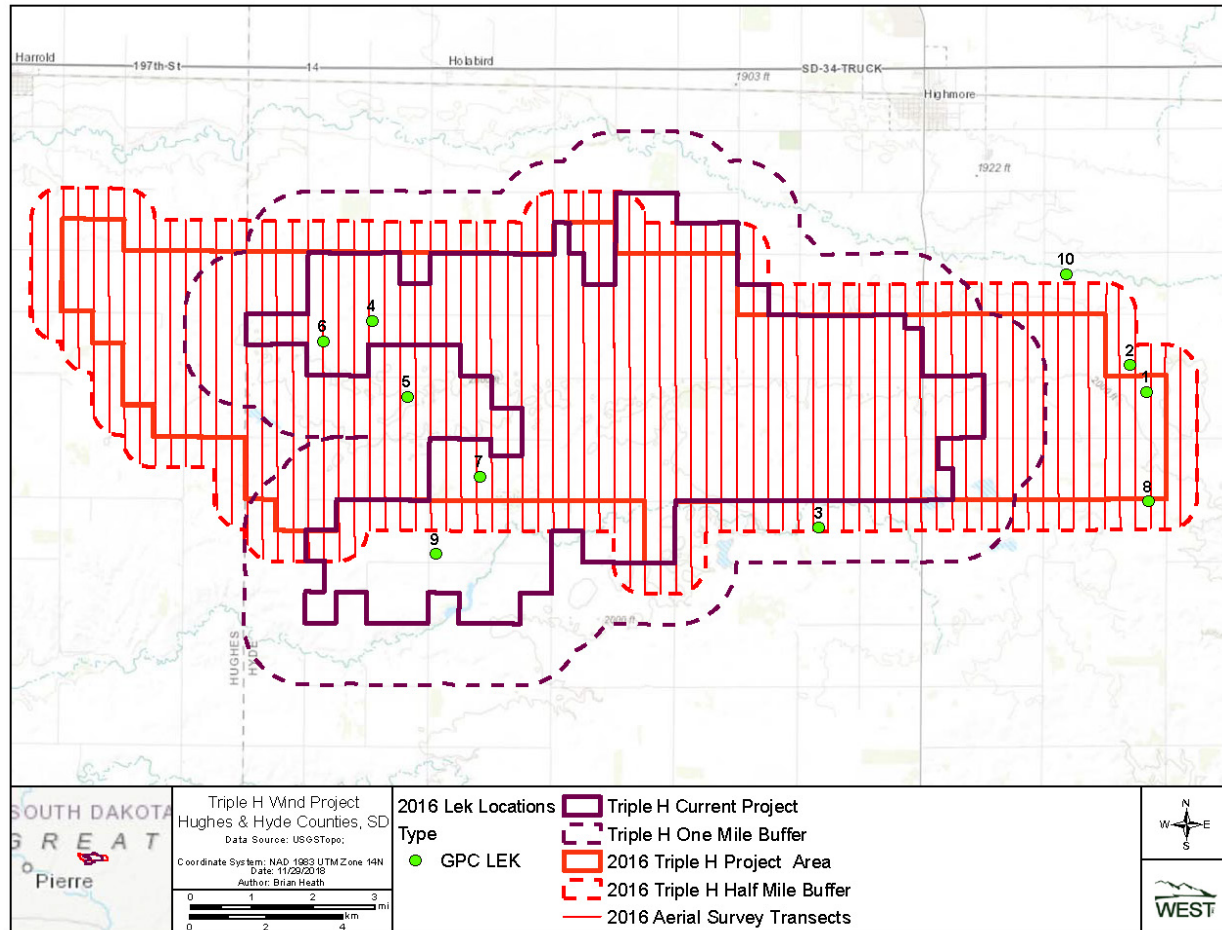 Harrold
197th-St
14
Holabird
1903 ft
SD-34-TRUCK
Highmore
1922 ft
10
4
6
2
1
5
2000 ft
2000 ft
7
8
3
9
2000 ft
HUGHES
HYDE
SOUTH DAKOTA
GREAT
Pierre
Triple H Wind Project
Hughes & Hyde Counties, SD
Data Source: USGSTopo;
Coordinate System: NAD 1983 UTM Zone 14N
Date: 11/29/2018
Author: Brian Heath
0 1 2 3
mi
km
0 2 4
2016 Lek Locations
Type
GPC LEK
Triple H Current Project
Triple H One Mile Buffer
2016 Triple H Project Area
2016 Triple H Half Mile Buffer
2016 Aerial Survey Transects
N
W E
S
WEST